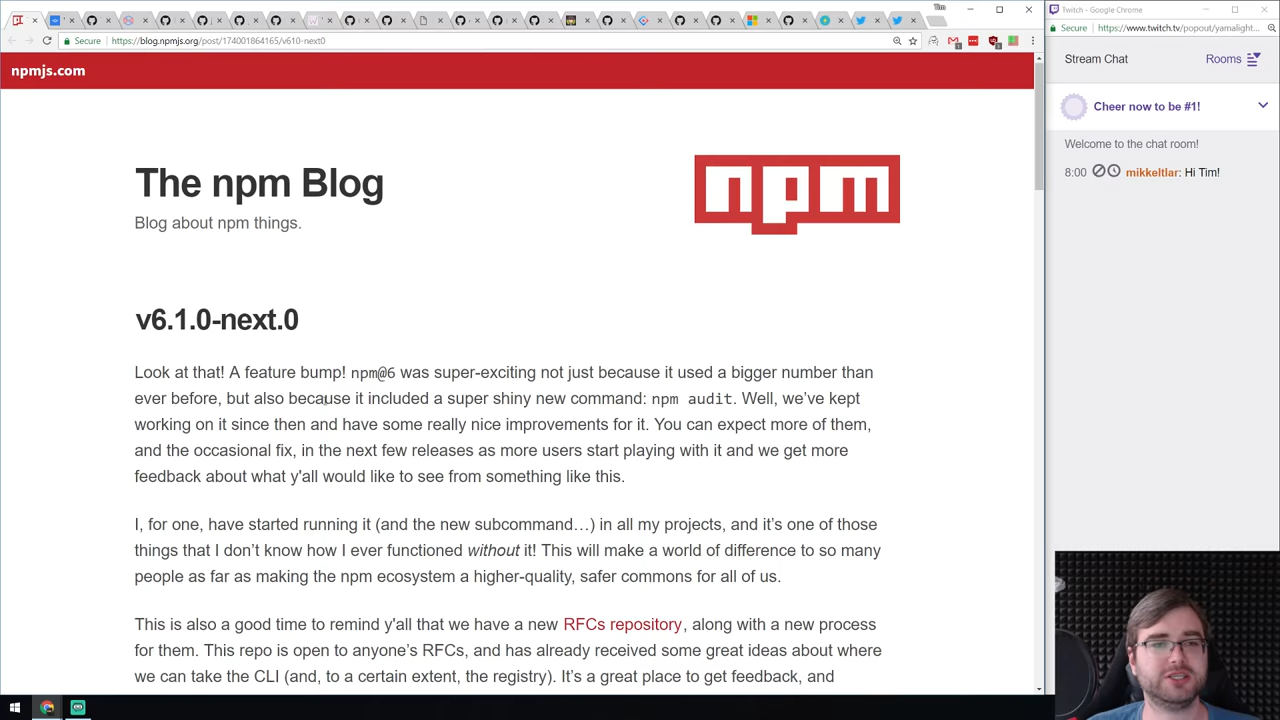 Tim
Secure https://blog.npmjs.org/post/174001864165/v610-next0
npmjs.com
The npm Blog
Blog about npm things.
npm
v6.1.0-next.0
Look at that! A feature bump! npm@6 was super-exciting not just because it used a bigger number than
ever before, but also because it included a super shiny new command: npm audit. Well, we've kept
working on it since then and have some really nice improvements for it. You can expect more of them,
and the occasional fix, in the next few releases as more users start playing with it and we get more
feedback about what y'all would like to see from something like this.
I, for one, have started running it (and the new subcommand…) in all my projects, and it's one of those
things that I don't know how I ever functioned without it! This will make a world of difference to so many
people as far as making the npm ecosystem a higher-quality, safer commons for all of us.
This is also a good time to remind y'all that we have a new RFCs repository, along with a new process
for them. This repo is open to anyone's RFCs, and has already received some great ideas about where
we can take the CLI (and, to a certain extent, the registry). It's a great place to get feedback, and
Twitch - Google Chrome
Secure https://www.twitch.tv/popout/yamalight...
Stream Chat Rooms
Cheer now to be #1!
Welcome to the chat room!
8:00 mikkeltlar: Hi Tim!